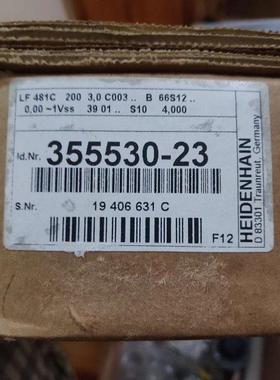 LF 481C 200 3,0 C003 .. B 66S12 ..
0,00 ~1Vss 39 01 .. S10 4,000
Id.Nr. 355530-23
S.Nr. 19 406 631 C
F12
HEIDENHAIN
D 83301 Traunreut, Germany